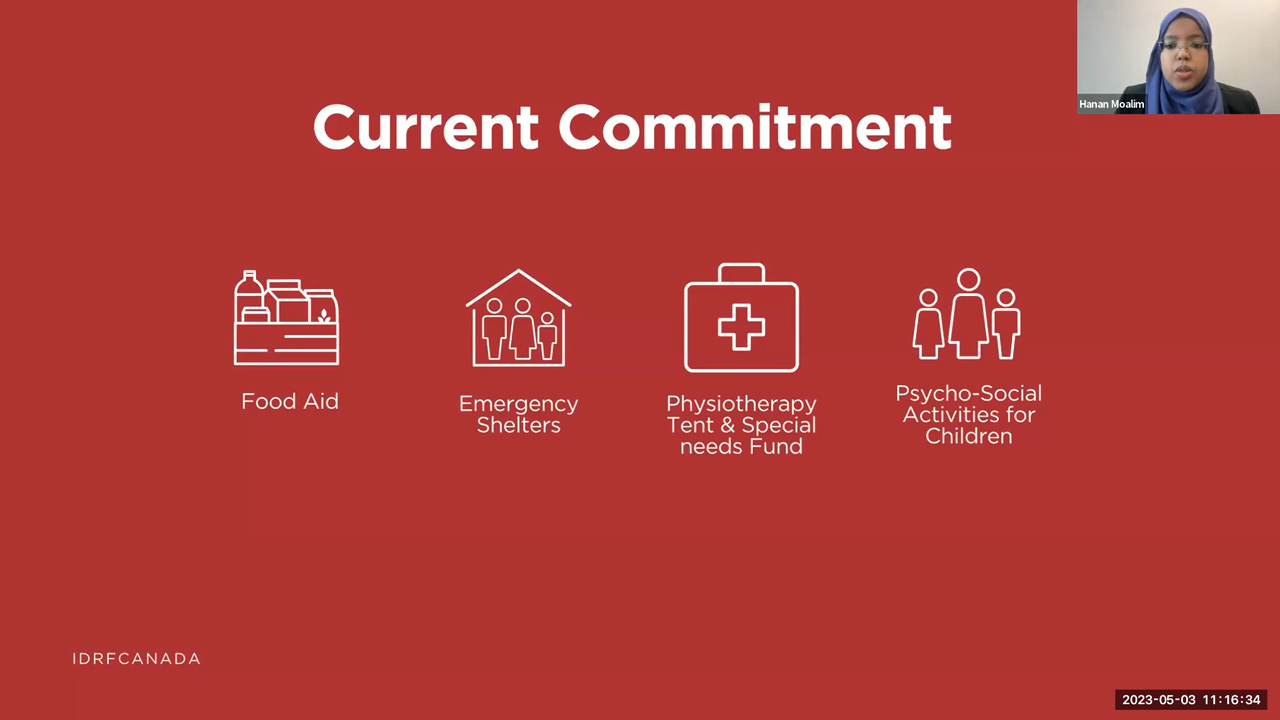 Current Commitment
Hanan Moalim
Food Aid
Emergency
Shelters
Physiotherapy
Tent & Special
needs Fund
Psycho-Social
Activities for
Children
IDRFCANADA
2023-05-03 11:16:34